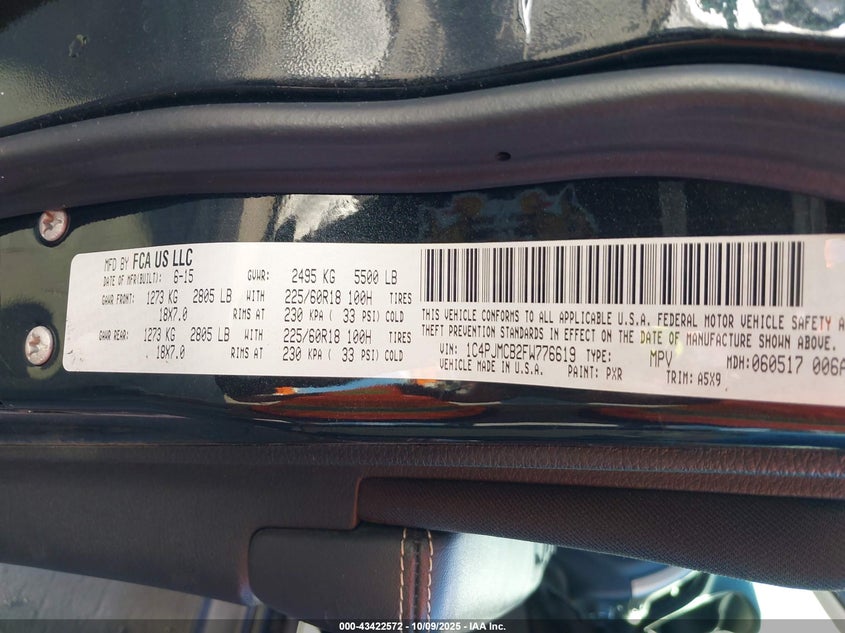 MFD BY FCA US LLC
DATE OF MFR(BUILT): 6-15 GVWR: 2495 KG 5500 LB
GAWR FRONT: 1273 KG 2805 LB WITH 225/60R18 100H TIRES
18X7.0 RIMS AT 230 KPA ( 33 PSI) COLD
GAWR REAR: 1273 KG 2805 LB WITH 225/60R18 100H TIRES
18X7.0 RIMS AT 230 KPA ( 33 PSI) COLD
THIS VEHICLE CONFORMS TO ALL APPLICABLE U.S.A. FEDERAL MOTOR VEHICLE SAFETY A
THEFT PREVENTION STANDARDS IN EFFECT ON THE DATE OF MANUFACTURE SHOWN ABOVE.
VIN: 1C4PJMCB2FW776619 TYPE: MPV MDH:060517 006A
VEHICLE MADE IN U.S.A. PAINT: PXR TRIM: A5X9
000-43422572 - 10/09/2025 - IAA Inc.